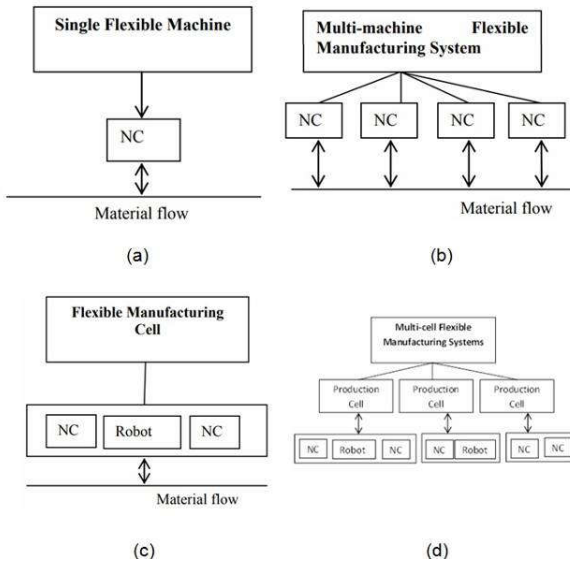 Single Flexible Machine
NC
Material flow
(a)
Multi-machine Flexible
Manufacturing System
NC NC NC NC
Material flow
(b)
Flexible Manufacturing
Cell
NC Robot NC
Material flow
(c)
Multi-cell Flexible
Manufacturing Systems
Production
Cell
Production
Cell
Production
Cell
NC Robot NC
NC Robot
NC NC
(d)